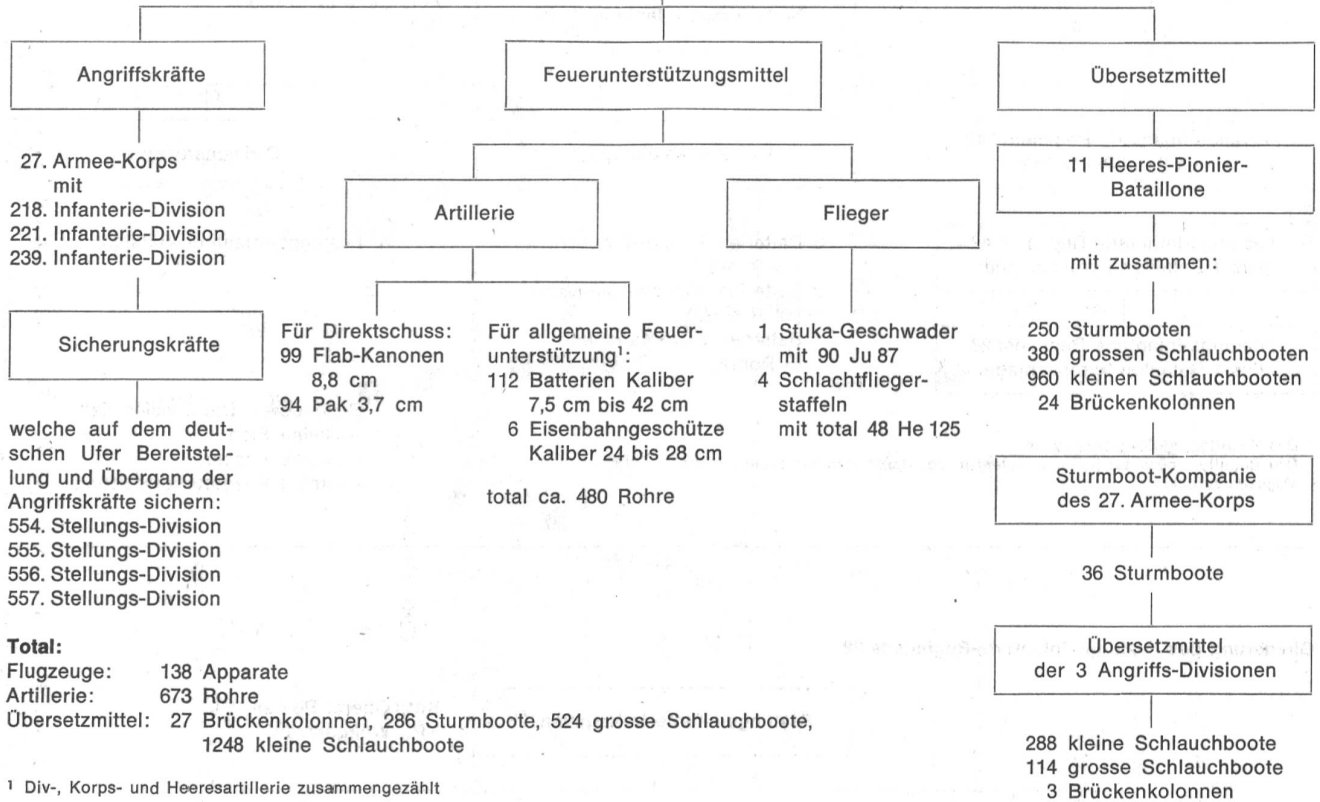 Angriffskräfte
27. Armee-Korps
mit
218. Infanterie-Division
221. Infanterie-Division
239. Infanterie-Division
Sicherungskräfte
welche auf dem deut-
schen Ufer Bereitstel-
lung und Übergang der
Angriffskräfte sichern:
554. Stellungs-Division
555. Stellungs-Division
556. Stellungs-Division
557. Stellungs-Division
Feuerunterstützungsmittel
Artillerie
Für Direktschuss:
99 Flab-Kanonen
8,8 cm
94 Pak 3,7 cm
Für allgemeine Feuer-
unterstützung¹:
112 Batterien Kaliber
7,5 cm bis 42 cm
6 Eisenbahngeschütze
Kaliber 24 bis 28 cm
total ca. 480 Rohre
Flieger
1 Stuka-Geschwader
mit 90 Ju 87
4 Schlachtflieger-
staffeln
mit total 48 He 125
Übersetzmittel
11 Heeres-Pionier-
Bataillone
mit zusammen:
250 Sturmbooten
380 grossen Schlauchbooten
960 kleinen Schlauchbooten
24 Brückenkolonnen
Sturmboot-Kompanie
des 27. Armee-Korps
36 Sturmboote
Übersetzmittel
der 3 Angriffs-Divisionen
288 kleine Schlauchboote
114 grosse Schlauchboote
3 Brückenkolonnen
Total:
Flugzeuge: 138 Apparate
Artillerie: 673 Rohre
Übersetzmittel: 27 Brückenkolonnen, 286 Sturmboote, 524 grosse Schlauchboote,
1248 kleine Schlauchboote
¹ Div-, Korps- und Heeresartillerie zusammengezählt